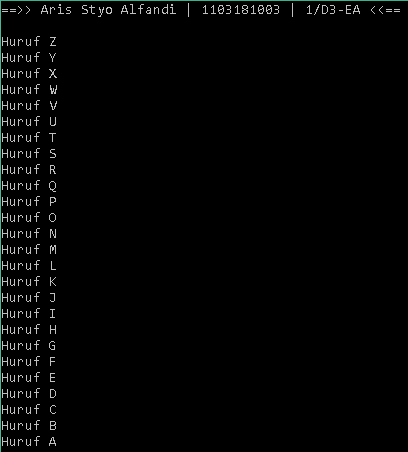 ==>> Aris Styo Alfandi | 1103181003 | 1/D3-EA <<==
Huruf Z
Huruf Y
Huruf X
Huruf W
Huruf V
Huruf U
Huruf T
Huruf S
Huruf R
Huruf Q
Huruf P
Huruf O
Huruf N
Huruf M
Huruf L
Huruf K
Huruf J
Huruf I
Huruf H
Huruf G
Huruf F
Huruf E
Huruf D
Huruf C
Huruf B
Huruf A